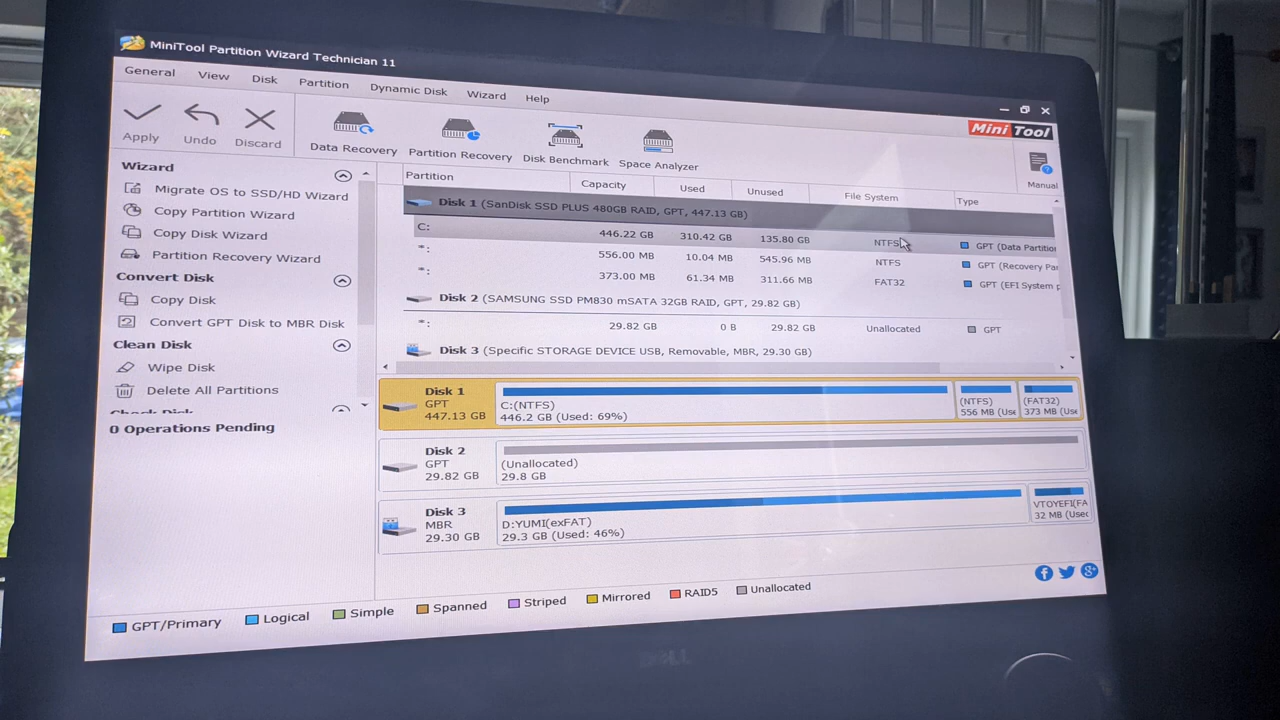 MiniTool Partition Wizard Technician 11
General View Disk Partition Dynamic Disk Wizard Help
Apply Undo Discard Data Recovery Partition Recovery Disk Benchmark Space Analyzer
Mini Tool
Manual
Wizard
Migrate OS to SSD/HD Wizard
Copy Partition Wizard
Copy Disk Wizard
Partition Recovery Wizard
Convert Disk
Copy Disk
Convert GPT Disk to MBR Disk
Clean Disk
Wipe Disk
Delete All Partitions
Check Disk
0 Operations Pending
Partition Capacity Used Unused File System Type
Disk 1 (SanDisk SSD PLUS 480GB RAID, GPT, 447.13 GB)
C: 446.22 GB 310.42 GB 135.80 GB NTFS GPT (Data Partition
*: 556.00 MB 10.04 MB 545.96 MB NTFS GPT (Recovery Par
*: 373.00 MB 61.34 MB 311.66 MB FAT32 GPT (EFI System p
Disk 2 (SAMSUNG SSD PM830 mSATA 32GB RAID, GPT, 29.82 GB)
*: 29.82 GB 0 B 29.82 GB Unallocated GPT
Disk 3 (Specific STORAGE DEVICE USB, Removable, MBR, 29.30 GB)
Disk 1
GPT
447.13 GB
C:(NTFS)
446.2 GB (Used: 69%)
(NTFS)
556 MB (Use
(FAT32)
373 MB (Us
Disk 2
GPT
29.82 GB
(Unallocated)
29.8 GB
Disk 3
MBR
29.30 GB
D:YUMI(exFAT)
29.3 GB (Used: 46%)
VTOYEFI(FA
32 MB (Used
GPT/Primary Logical Simple Spanned Striped Mirrored RAID5 Unallocated